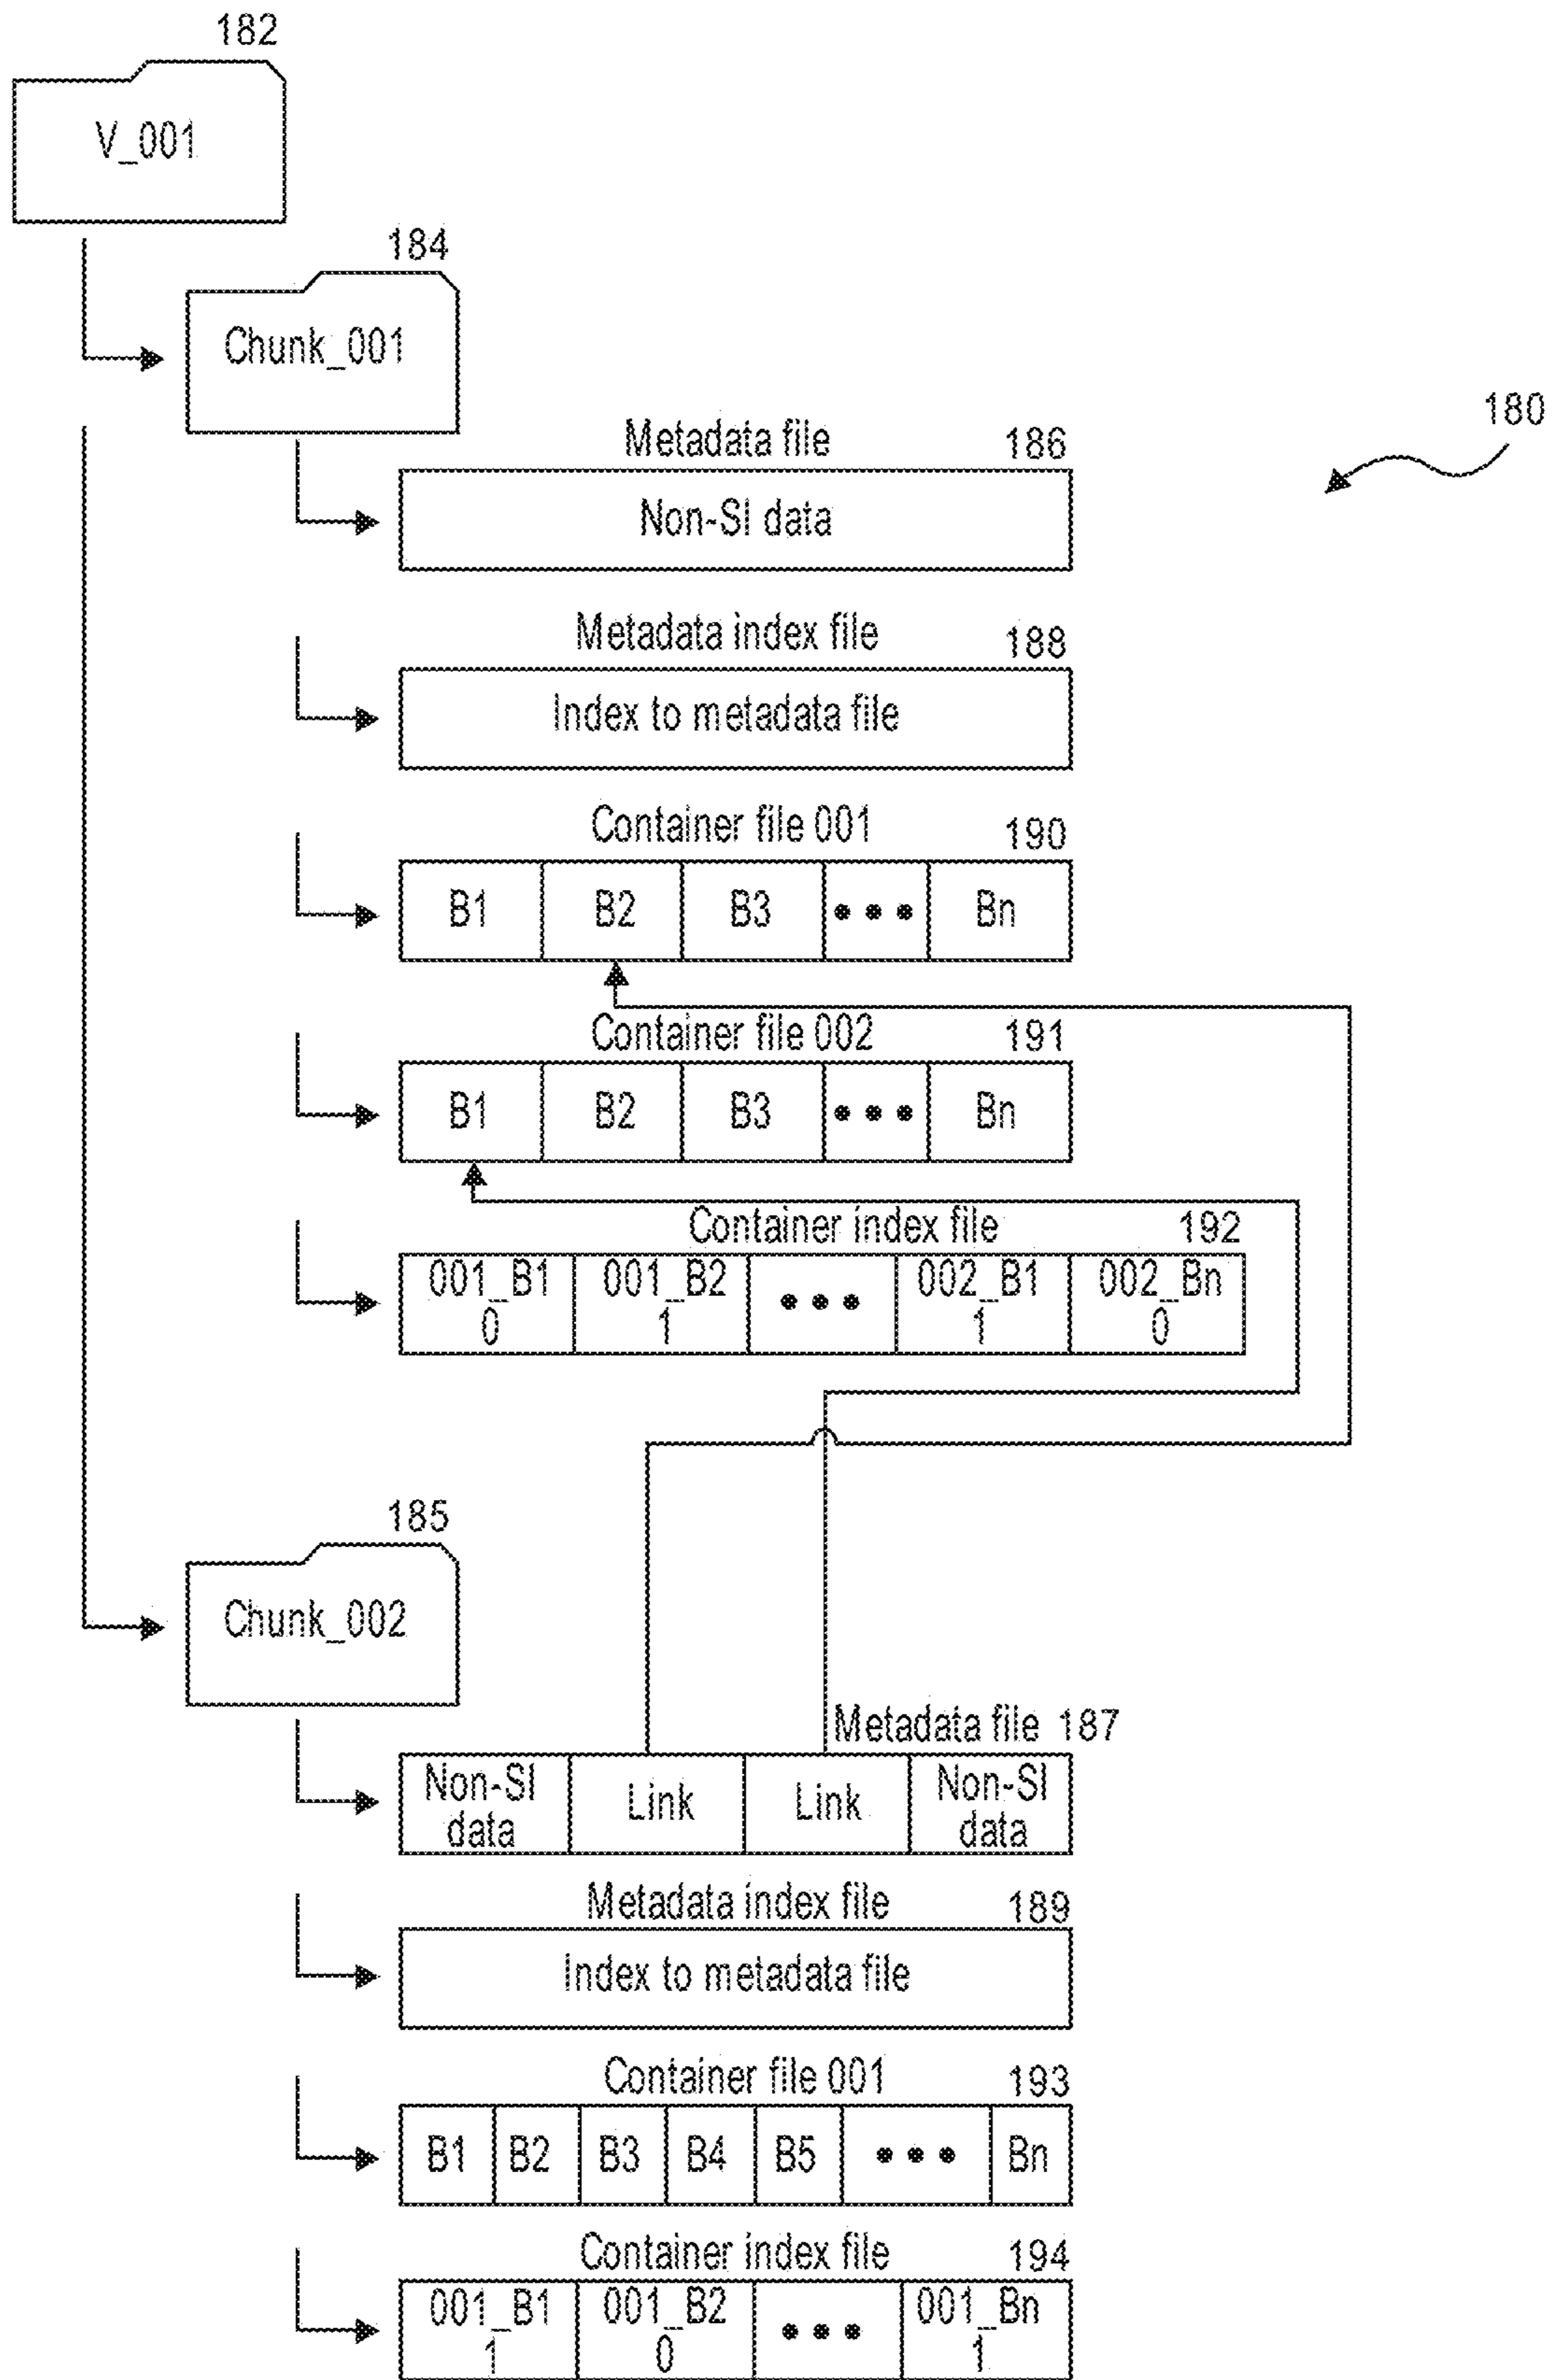 182
V_001
184
Chunk_001
180
Metadata file 186
Non-SI data
Metadata index file 188
Index to metadata file
Container file 001 190
B1 B2 B3 ••• Bn
Container file 002 191
B1 B2 B3 ••• Bn
Container index file 192
001_B1 001_B2 ••• 002_B1 002_Bn
0 1 1 0
185
Chunk_002
Metadata file 187
Non-SI Link Link Non-SI
data data
Metadata index file 189
Index to metadata file
Container file 001 193
B1 B2 B3 B4 B5 ••• Bn
Container index file 194
001_B1 001_B2 ••• 001_Bn
1 0 1